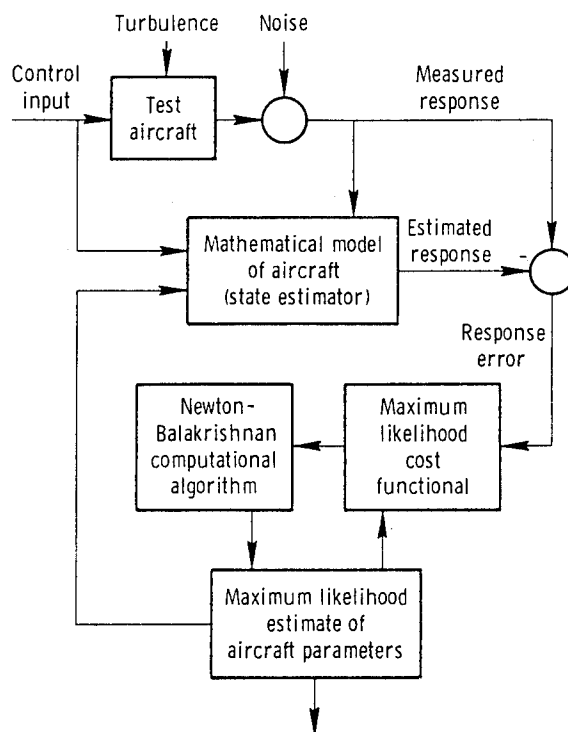 Turbulence
Noise
Control
input
Measured
response
Test
aircraft
Mathematical model
of aircraft
(state estimator)
Estimated
response
-
Response
error
Newton-
Balakrishnan
computational
algorithm
Maximum
likelihood
cost
functional
Maximum likelihood
estimate of
aircraft parameters